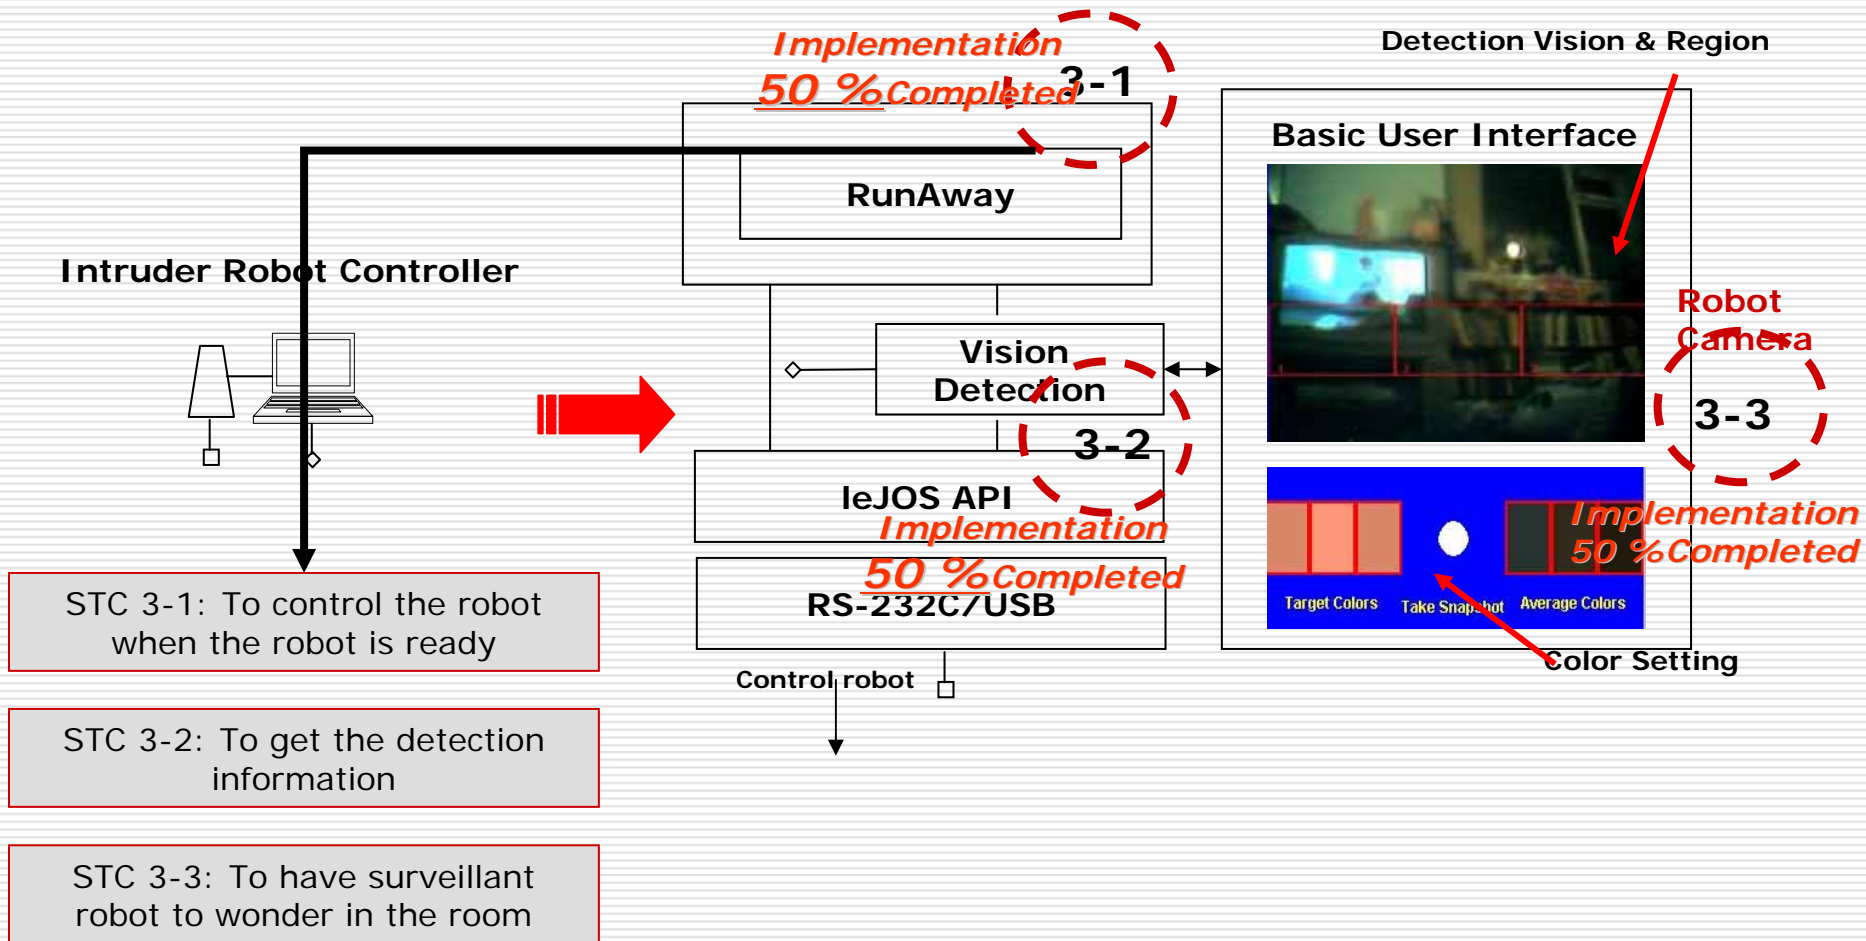 Implementation
50 %Completed
3-1
Detection Vision & Region
Basic User Interface
RunAway
Intruder Robot Controller
Robot
Camera
Vision
Detection
3-2
3-3
leJOS API
Implementation
50 %Completed
Implementation
50 %Completed
RS-232C/USB
Target Colors
Take Snapshot
Average Colors
Color Setting
Control robot
STC 3-1: To control the robot
when the robot is ready
STC 3-2: To get the detection
information
STC 3-3: To have surveillant
robot to wonder in the room